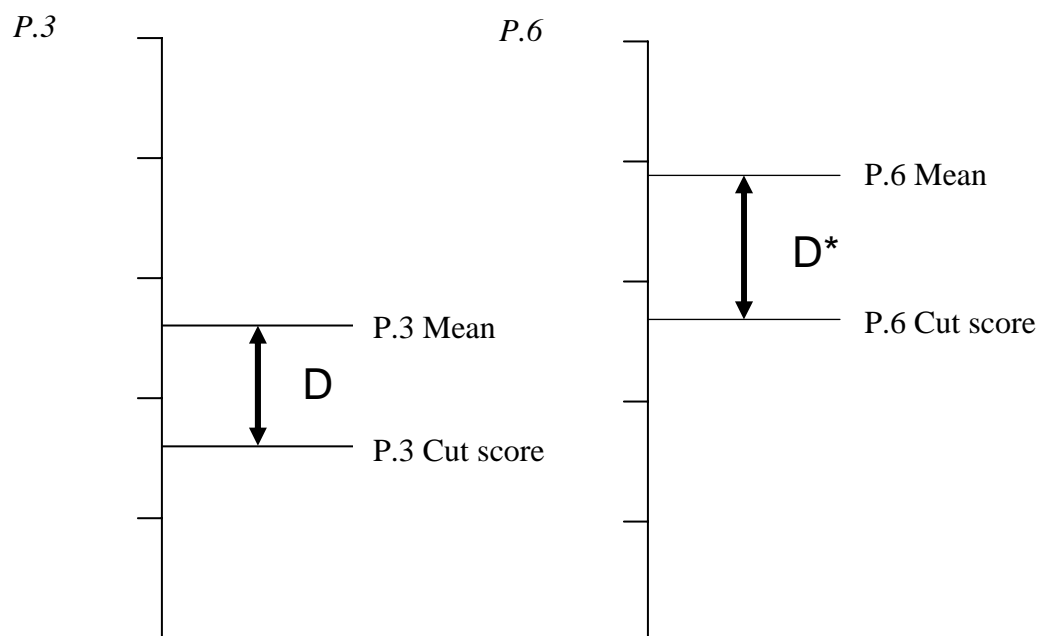 P.3
P.6
P.6 Mean
D*
P.6 Cut score
P.3 Mean
D
P.3 Cut score